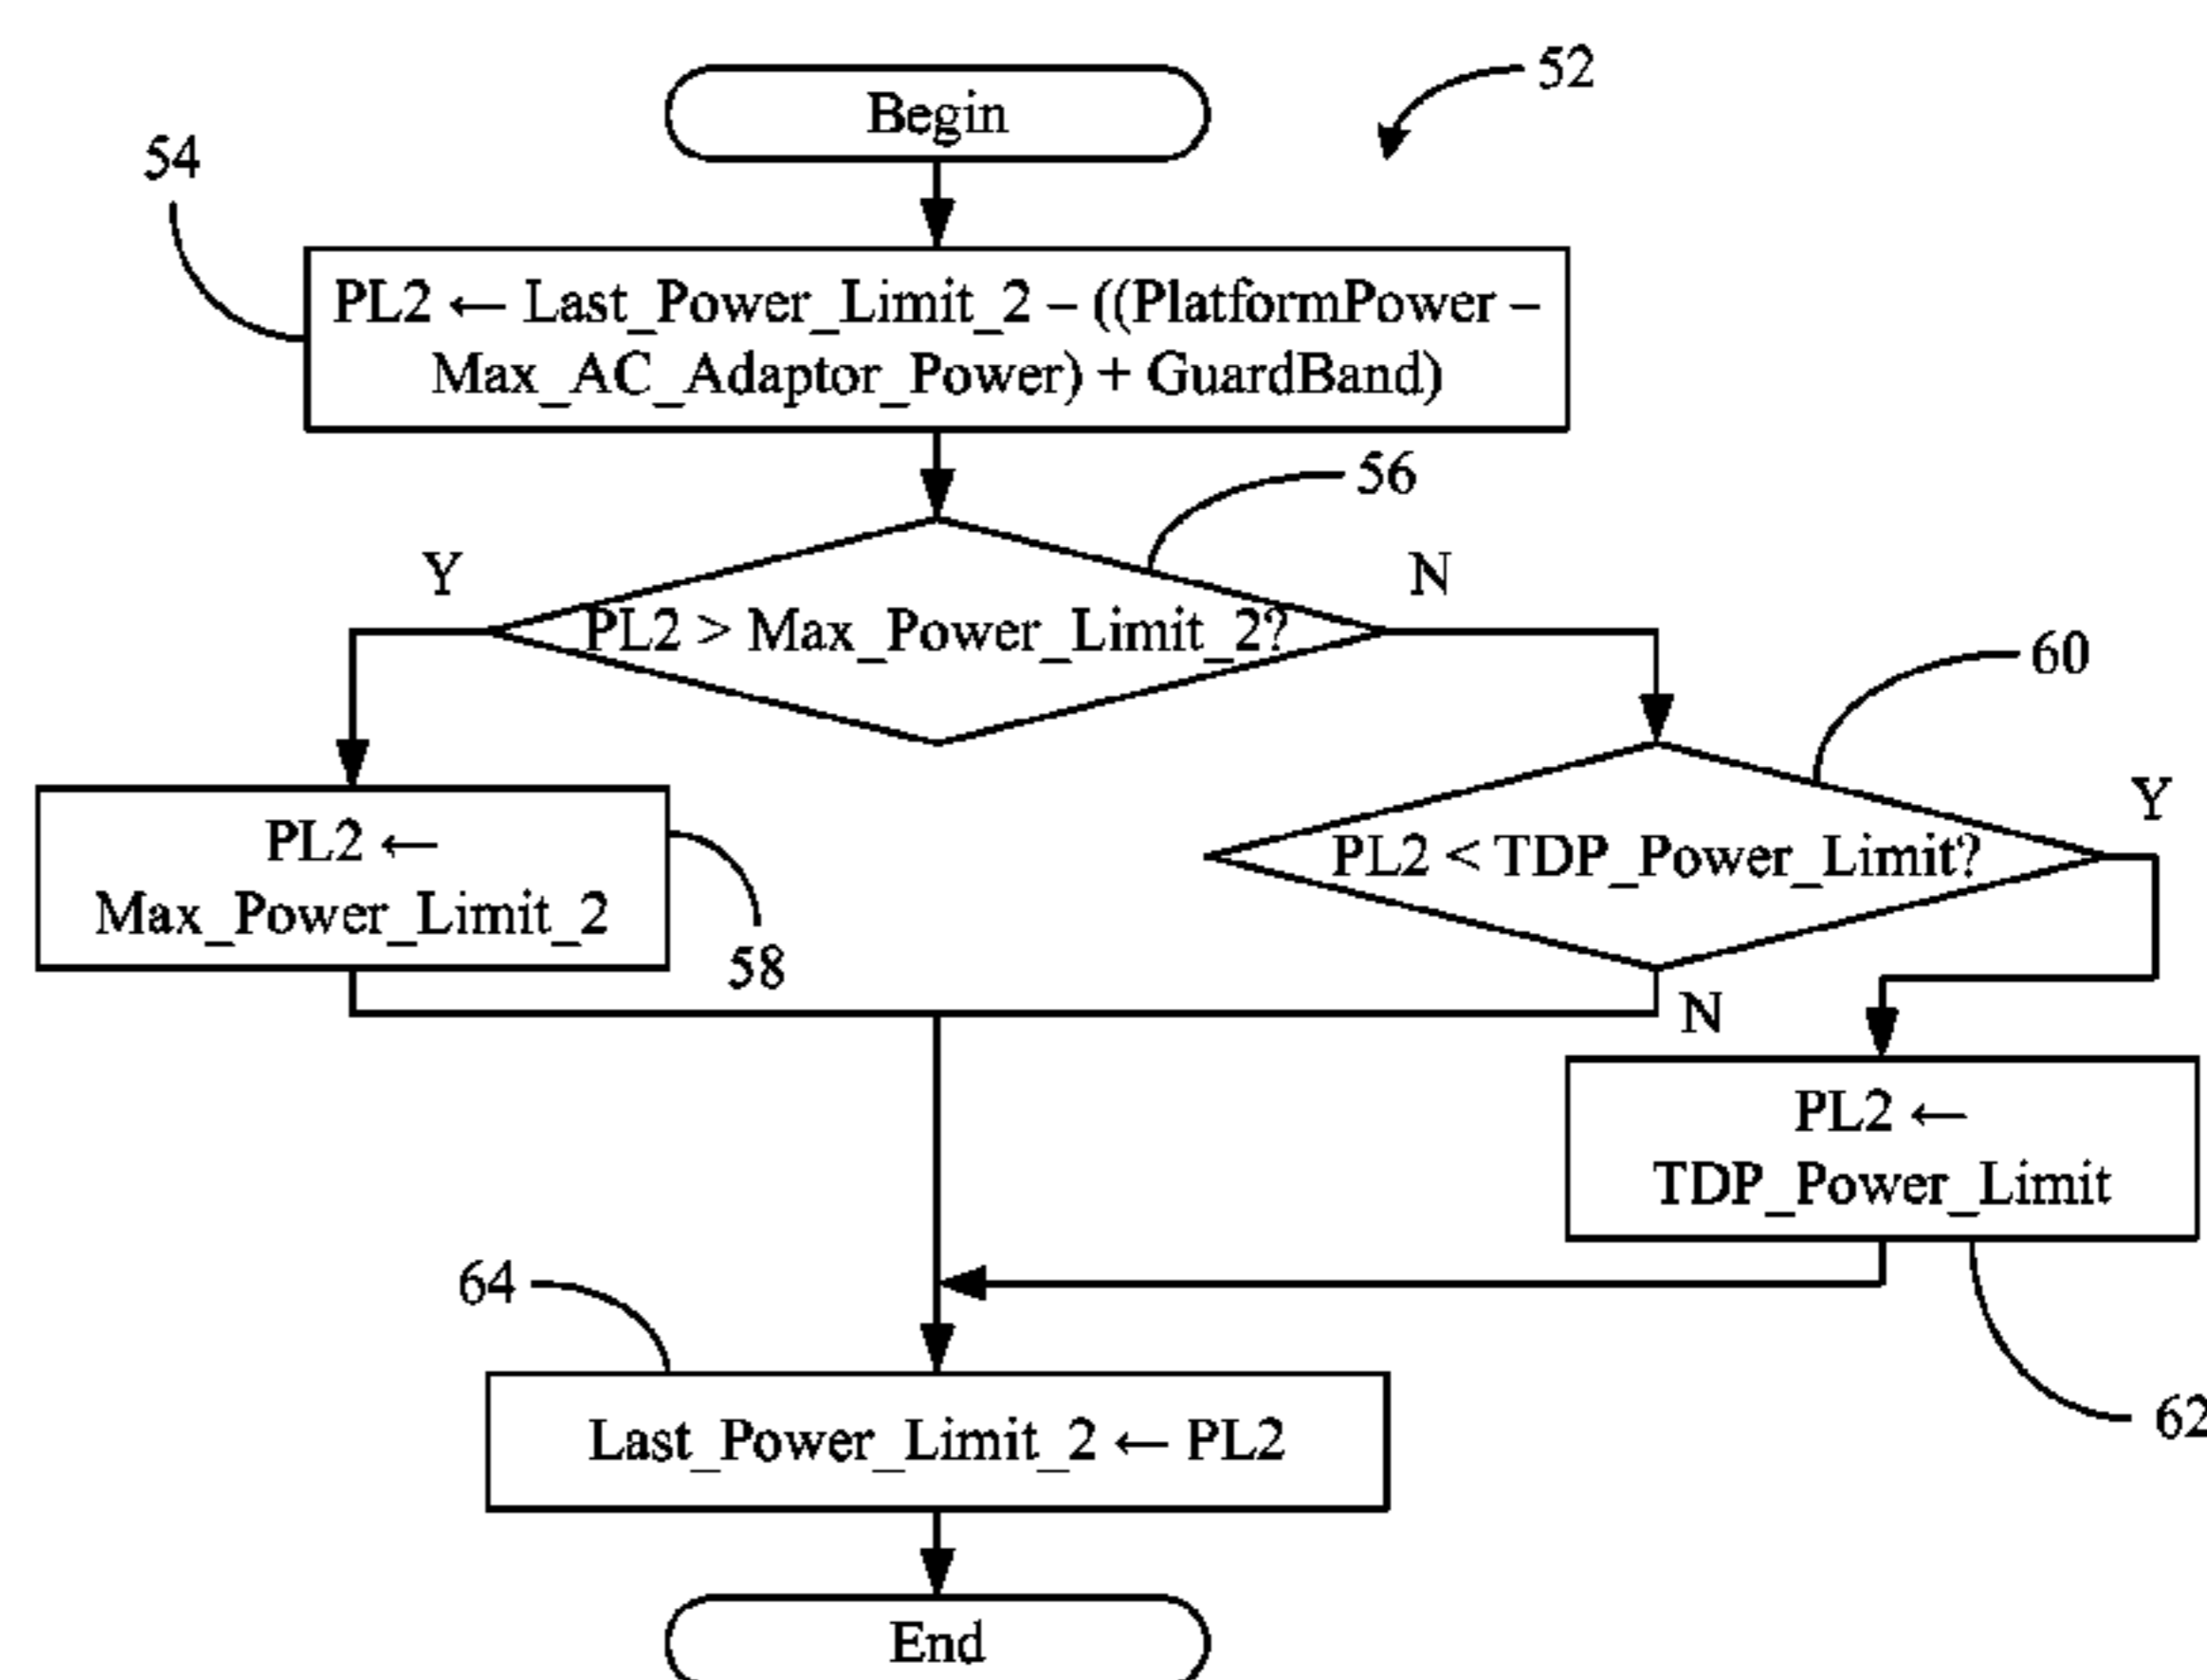 Begin
52
54
PL2 ← Last_Power_Limit_2 – ((PlatformPower –
Max_AC_Adaptor_Power) + GuardBand)
56
Y
N
PL2 > Max_Power_Limit_2?
60
Y
PL2 ←
Max_Power_Limit_2
58
PL2 < TDP_Power_Limit?
N
PL2 ←
TDP_Power_Limit
64
62
Last_Power_Limit_2 ← PL2
End